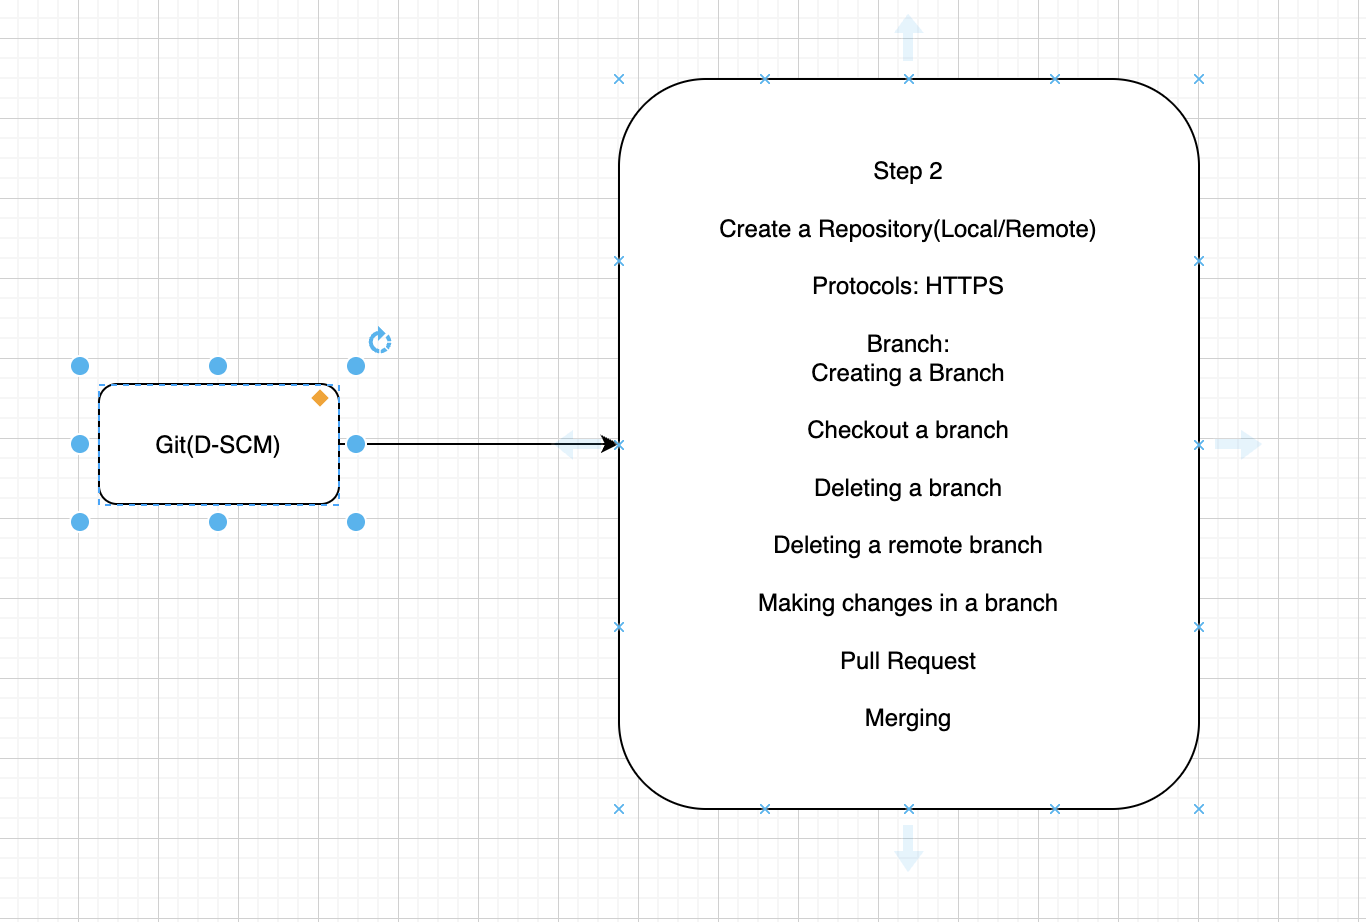 Git(D-SCM)
Step 2
Create a Repository(Local/Remote)
Protocols: HTTPS
Branch:
Creating a Branch
Checkout a branch
Deleting a branch
Deleting a remote branch
Making changes in a branch
Pull Request
Merging